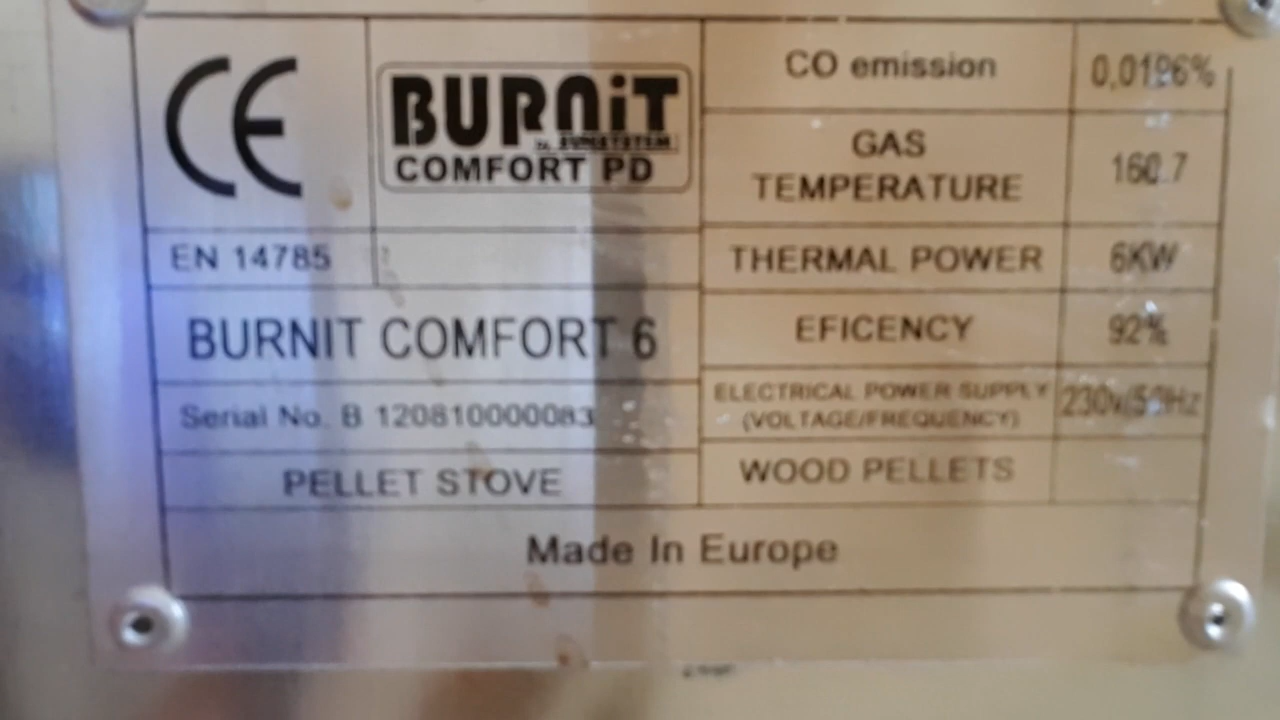 CE
BURNiT
COMFORT PD
EN 14785
BURNIT COMFORT 6
Serial No. B 120810000083
PELLET STOVE
CO emission 0,0196%
GAS
TEMPERATURE 160.7
THERMAL POWER 6KW
EFICENCY 92%
ELECTRICAL POWER SUPPLY
(VOLTAGE/FREQUENCY) 230v/50Hz
WOOD PELLETS
Made In Europe